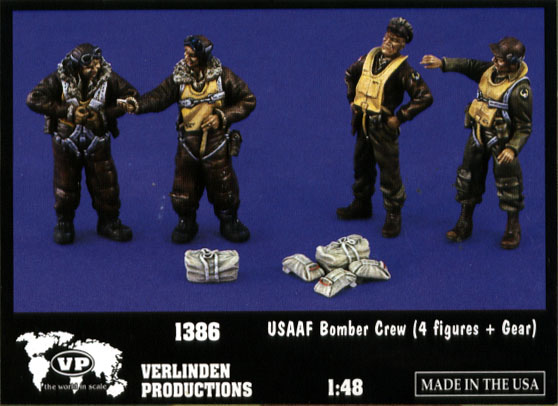 1386
USAAF Bomber Crew (4 figures + Gear)
VP
the world in scale
VERLINDEN
PRODUCTIONS
1:48
MADE IN THE USA